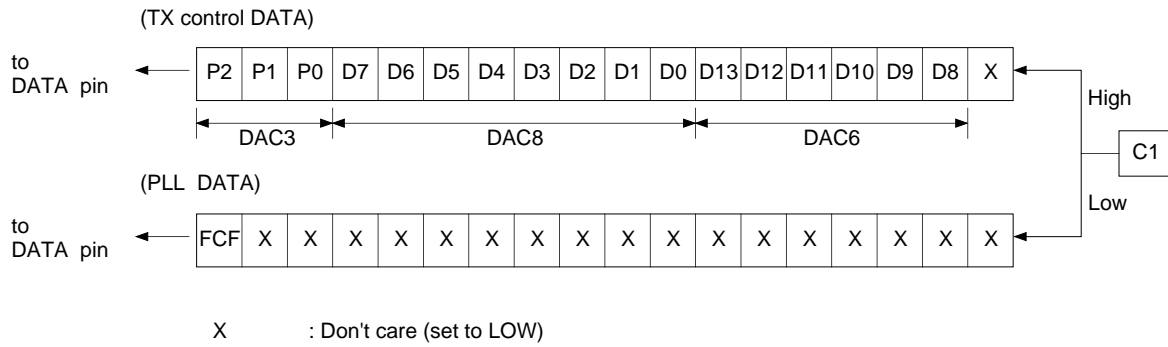 (TX control DATA)
to
DATA pin
P2 P1 P0 D7 D6 D5 D4 D3 D2 D1 D0 D13 D12 D11 D10 D9 D8 X
High
DAC3 DAC8 DAC6
C1
(PLL DATA)
Low
to
DATA pin
FCF X X X X X X X X X X X X X X X X X
X : Don't care (set to LOW)